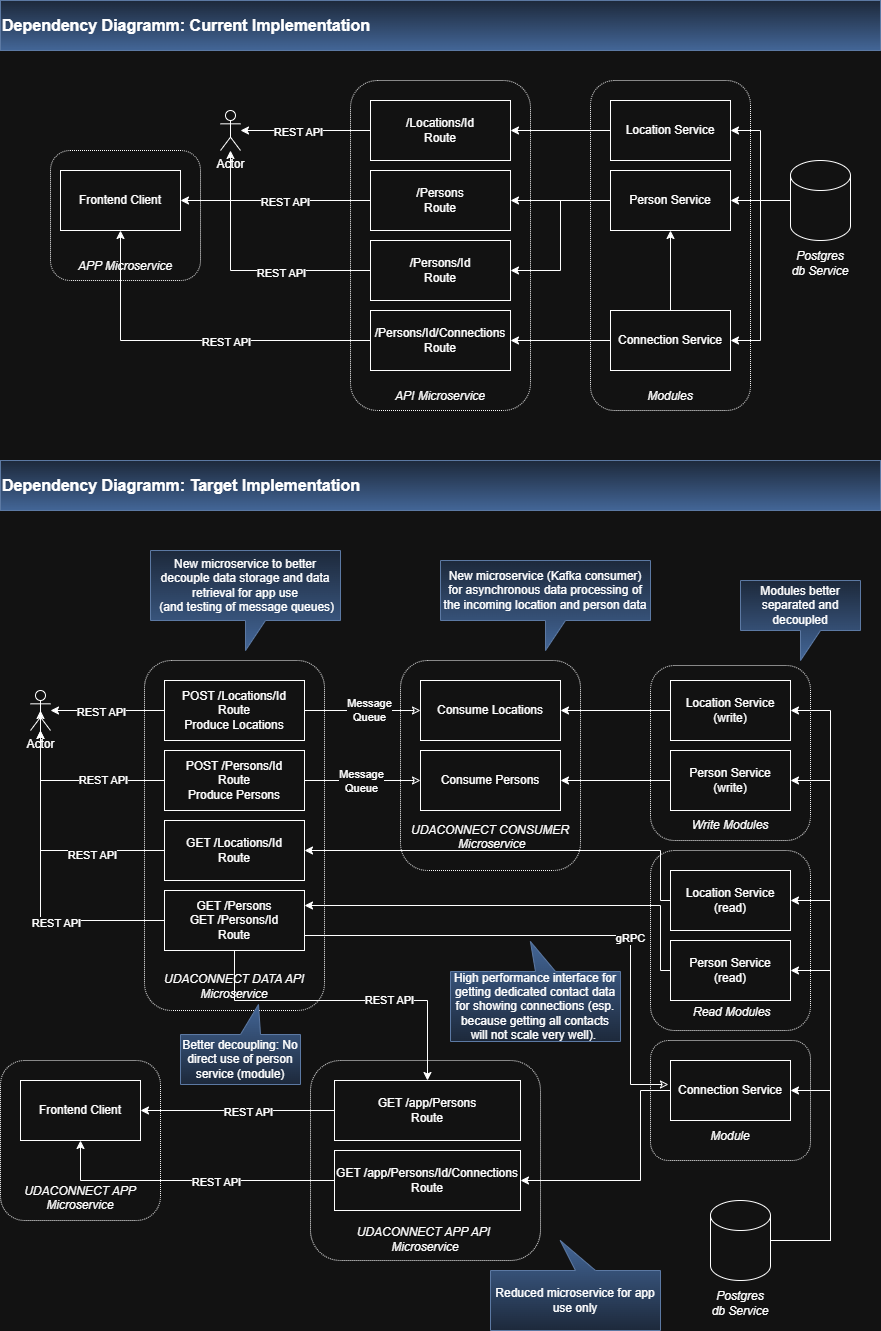 Dependency Diagramm: Current Implementation
/Locations/Id
Route
Location Service
REST API
Actor
Frontend Client
/Persons
Route
Person Service
REST API
Postgres
db Service
APP Microservice
/Persons/Id
Route
REST API
/Persons/Id/Connections
Route
Connection Service
REST API
API Microservice
Modules
Dependency Diagramm: Target Implementation
New microservice to better
decouple data storage and data
retrieval for app use
(and testing of message queues)
New microservice (Kafka consumer)
for asynchronous data processing of
the incoming location and person data
Modules better
separated and
decoupled
Actor
REST API
POST /Locations/Id
Route
Produce Locations
Message
Queue
Consume Locations
Location Service
(write)
REST API
POST /Persons/Id
Route
Produce Persons
Message
Queue
Consume Persons
Person Service
(write)
UDACONNECT CONSUMER
Microservice
Write Modules
REST API
GET /Locations/Id
Route
Location Service
(read)
REST API
GET /Persons
GET /Persons/Id
Route
gRPC
Person Service
(read)
UDACONNECT DATA API
Microservice
High performance interface for
getting dedicated contact data
for showing connections (esp.
because getting all contacts
will not scale very well).
Read Modules
REST API
Better decoupling: No
direct use of person
service (module)
Frontend Client
REST API
GET /app/Persons
Route
Connection Service
Module
REST API
GET /app/Persons/Id/Connections
Route
UDACONNECT APP
Microservice
UDACONNECT APP API
Microservice
Reduced microservice for app
use only
Postgres
db Service